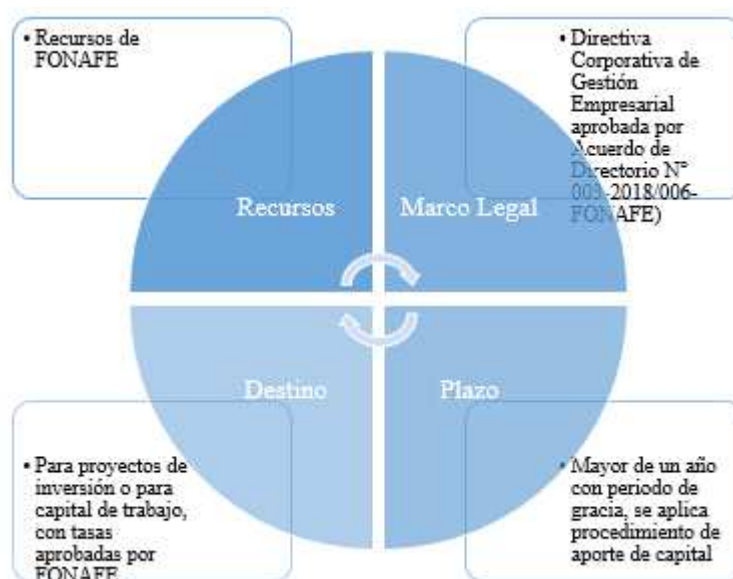 • Recursos de
FONAFE
• Directiva
Corporativa de
Gestión
Empresarial
aprobada por
Acuerdo de
Directorio N°
003-2018/006-
FONAFE)
Recursos
Marco Legal
Destino
Plazo
• Para proyectos de
inversión o para
capital de trabajo,
con tasas
aprobadas por
FONAFE
• Mayor de un año
con periodo de
gracia, se aplica
procedimiento de
aporte de capital